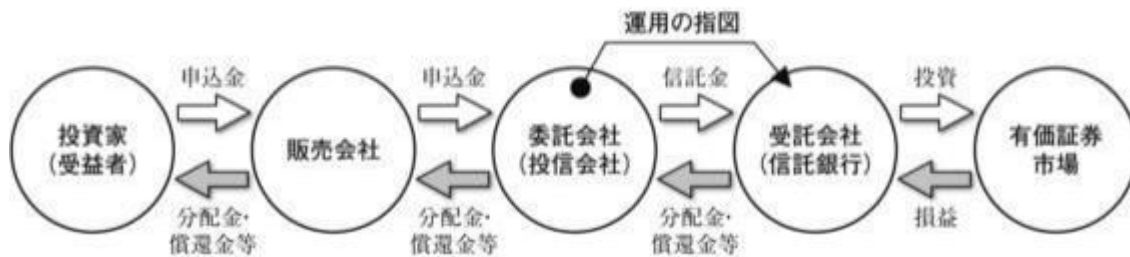 運用の指図
申込金
申込金
信託金
投資
投資家
(受益者)
販売会社
委託会社
(投信会社)
受託会社
(信託銀行)
有価証券
市場
分配金・
償還金等
分配金・
償還金等
分配金・
償還金等
損益